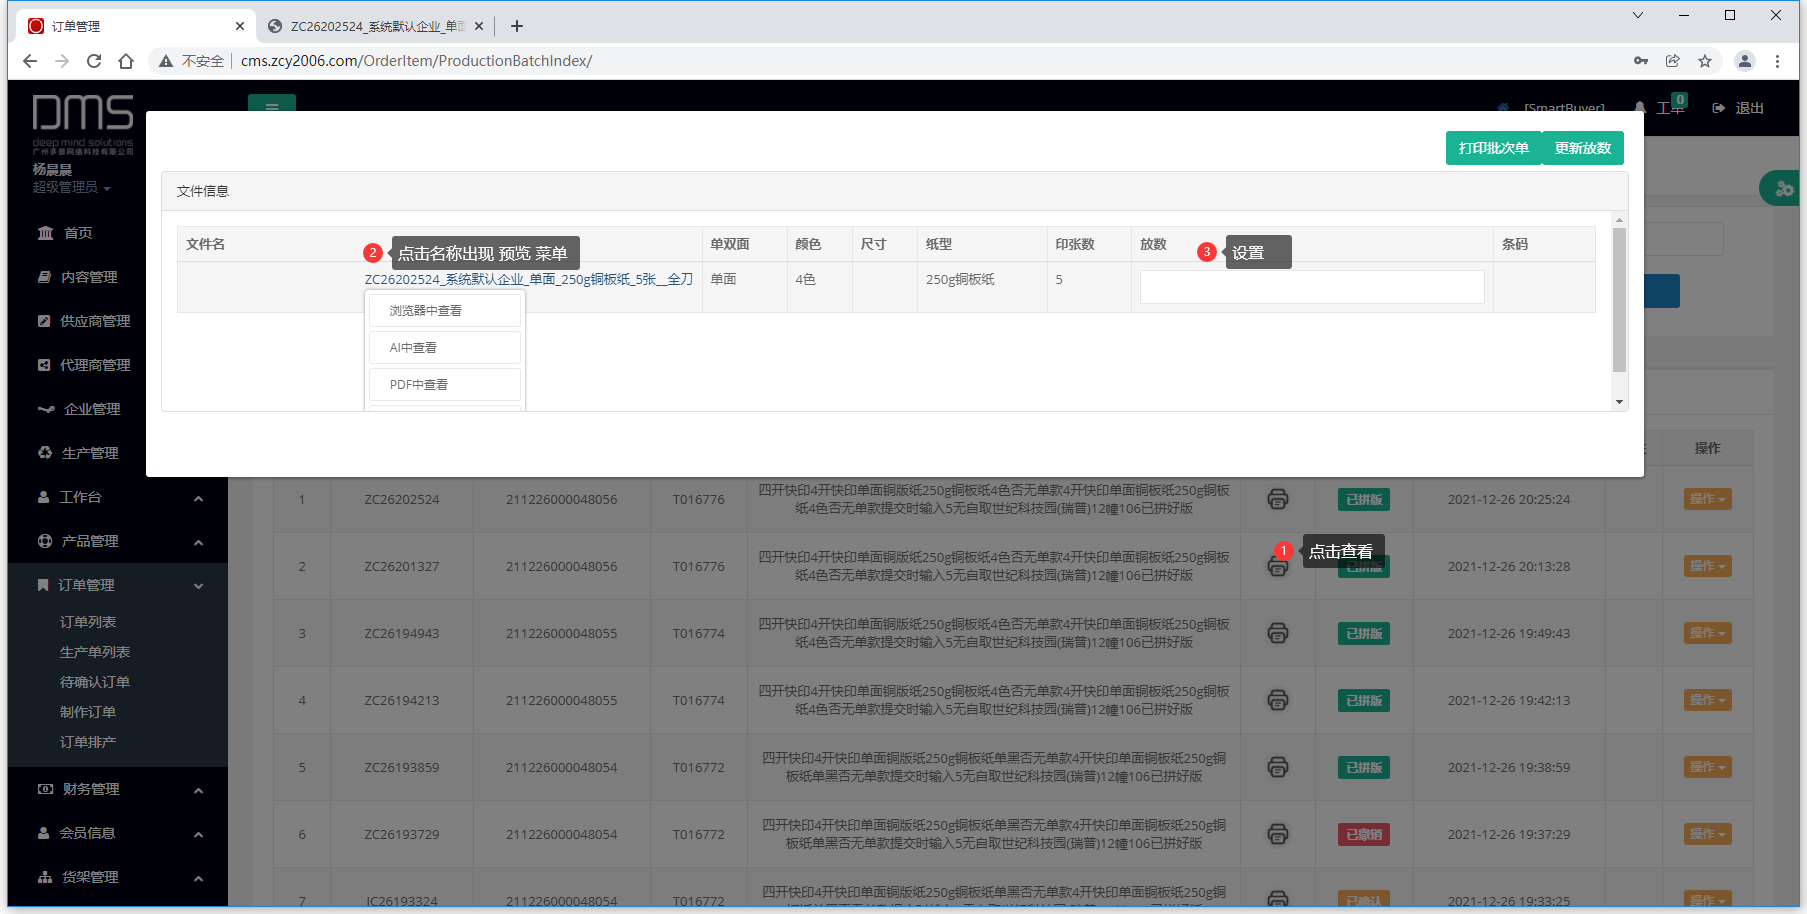 订单管理
ZC26202524_系统默认企业_单面
不安全 cms.zcy2006.com/OrderItem/ProductionBatchIndex/
DMS
deep mind solutions
广州多普网络科技有限公司
杨晨晨
超级管理员
[SmartBuyer] 工单 0 退出
打印批次单 更新放数
文件信息
文件名 单双面 颜色 尺寸 纸型 印张数 放数 条码
2 点击名称出现 预览 菜单
3 设置
ZC26202524_系统默认企业_单面_250g铜板纸_5张__全刀 单面 4色 250g铜板纸 5
浏览器中查看
AI中查看
PDF中查看
首页
内容管理
供应商管理
代理商管理
企业管理
生产管理
工作台
产品管理
订单管理
订单列表
生产单列表
待确认订单
制作订单
订单排产
财务管理
会员信息
货架管理
操作
1 ZC26202524 211226000048056 T016776 四开快印4开快印单面铜版纸250g铜板纸4色否无单款4开快印单面铜板纸250g铜板
纸4色否无单款提交时输入5无自取世纪科技园(瑞普)12幢106已拼好版 已拼版 2021-12-26 20:25:24 操作
1 点击查看
2 ZC26201327 211226000048056 T016776 四开快印4开快印单面铜版纸250g铜板纸4色否无单款4开快印单面铜板纸250g铜板
纸4色否无单款提交时输入5无自取世纪科技园(瑞普)12幢106已拼好版 已拼版 2021-12-26 20:13:28 操作
3 ZC26194943 211226000048055 T016774 四开快印4开快印单面铜版纸250g铜板纸4色否无单款4开快印单面铜板纸250g铜板
纸4色否无单款提交时输入5无自取世纪科技园(瑞普)12幢106已拼好版 已拼版 2021-12-26 19:49:43 操作
4 ZC26194213 211226000048055 T016774 四开快印4开快印单面铜版纸250g铜板纸4色否无单款4开快印单面铜板纸250g铜板
纸4色否无单款提交时输入5无自取世纪科技园(瑞普)12幢106已拼好版 已拼版 2021-12-26 19:42:13 操作
5 ZC26193859 211226000048054 T016772 四开快印4开快印单面铜版纸250g铜板纸单黑否无单款4开快印单面铜板纸250g铜
板纸单黑否无单款提交时输入5无自取世纪科技园(瑞普)12幢106已拼好版 已拼版 2021-12-26 19:38:59 操作
6 ZC26193729 211226000048054 T016772 四开快印4开快印单面铜版纸250g铜板纸单黑否无单款4开快印单面铜板纸250g铜
板纸单黑否无单款提交时输入5无自取世纪科技园(瑞普)12幢106已拼好版 已撤销 2021-12-26 19:37:29 操作
7 JC26193324 211226000048054 T016772 四开快印4开快印单面铜版纸250g铜板纸单黑否无单款4开快印单面铜板纸250g铜
已确认 2021-12-26 19:33:25 操作